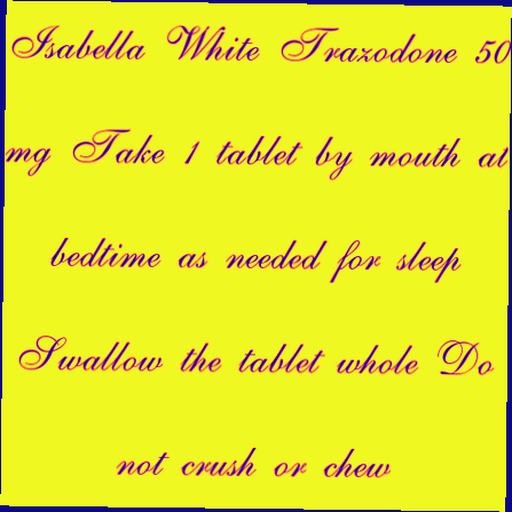 Isabella White Trazodone 50
mg Take 1 tablet by mouth at
bedtime as needed for sleep
Swallow the tablet whole Do
not crush or chew